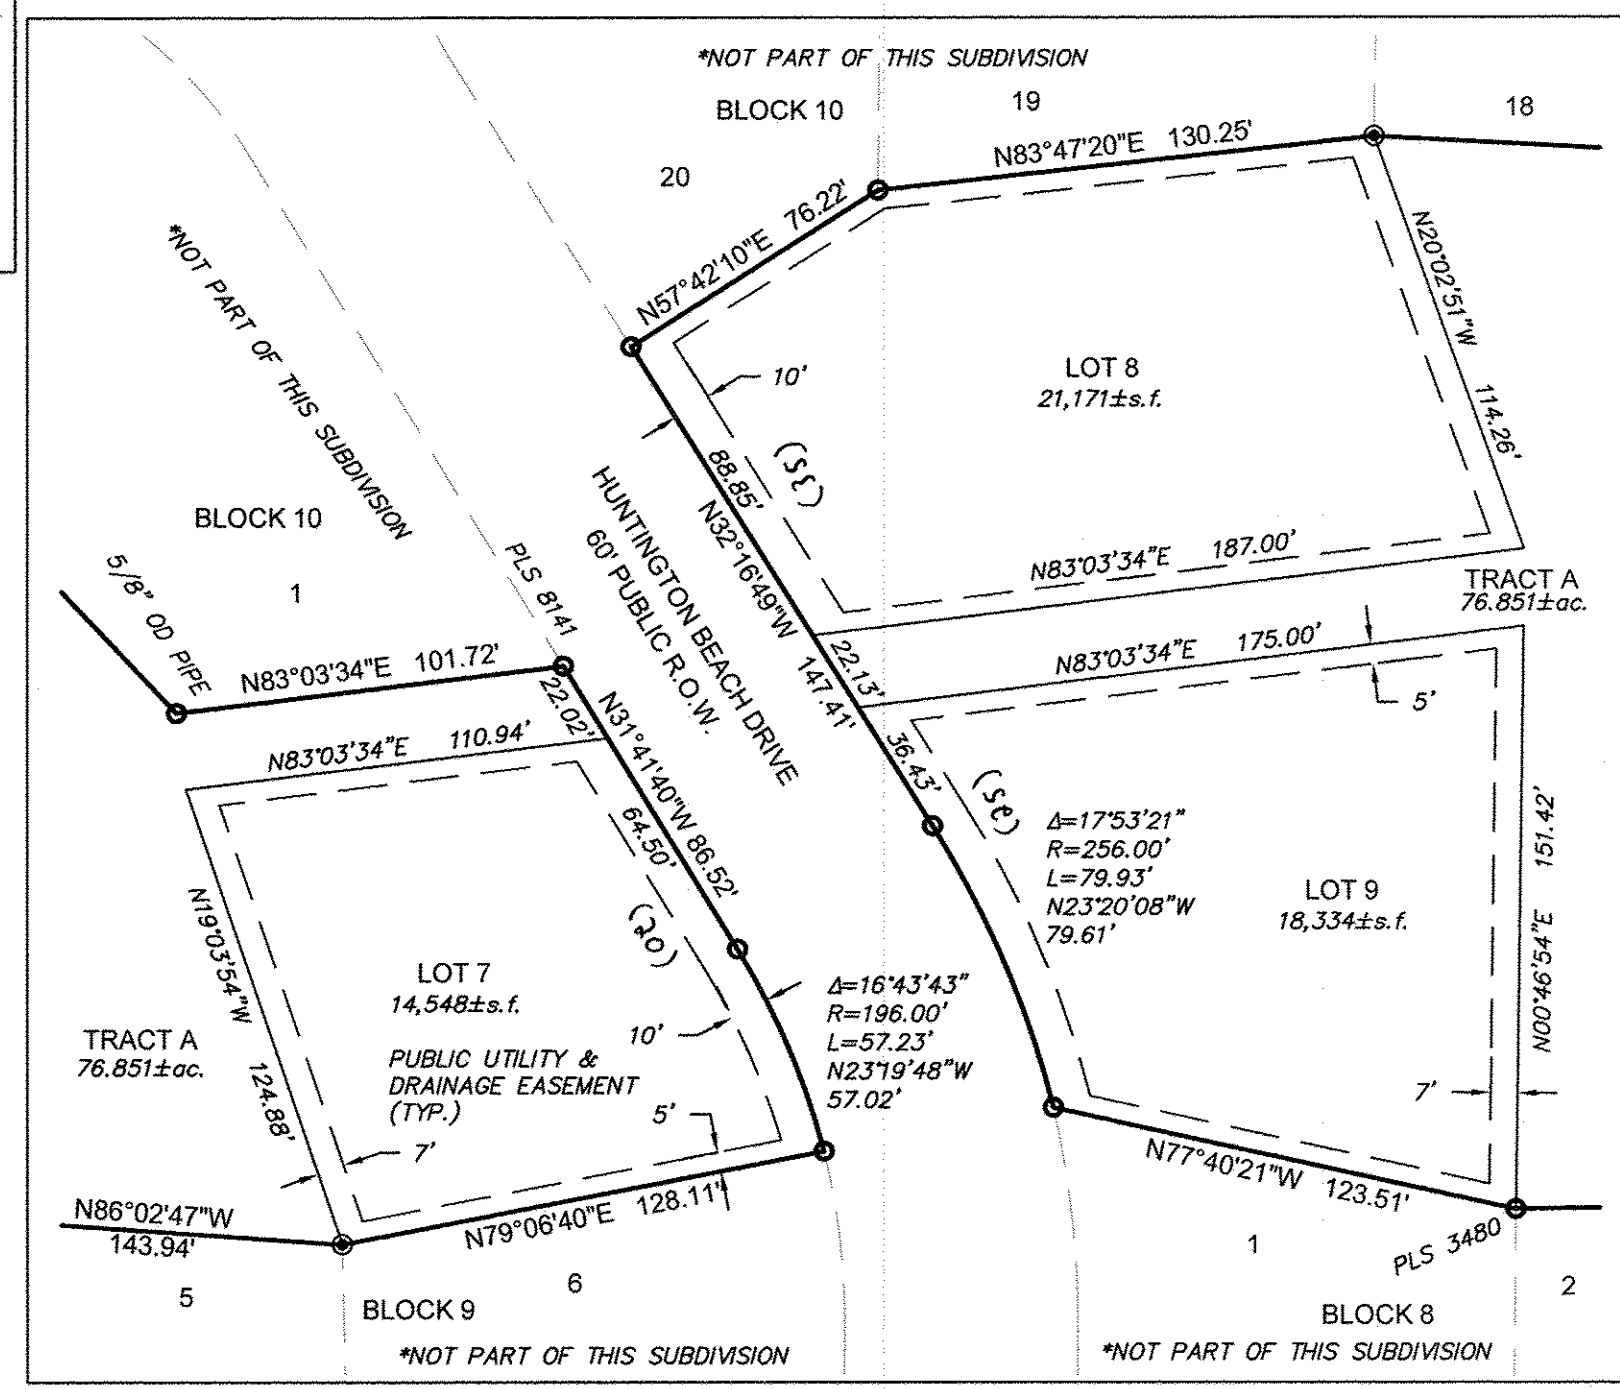 *NOT PART OF THIS SUBDIVISION
BLOCK 10
19
18
20
N83°47'20"E 130.25'
N57°42'10"E 76.22'
*NOT PART OF THIS SUBDIVISION
N20°02'51"W
114.26'
LOT 8
21,171±s.f.
10'
88.85'
N32°16'49"W
147.41'
HUNTINGTON BEACH DRIVE
60' PUBLIC R.O.W.
BLOCK 10
1
5/8" OD PIPE
PLS 8141
N83°03'34"E 187.00'
TRACT A
76.851±ac.
N83°03'34"E 101.72'
22.02'
22.13'
N83°03'34"E 175.00'
5'
N83°03'34"E 110.94'
N31°41'40"W 86.52'
64.50'
36.43'
(20)
Δ=17°53'21"
R=256.00'
L=79.93'
N23°20'08"W
79.61'
LOT 9
18,334±s.f.
N00°46'54"E 151.42'
N19°03'54"W
124.88'
LOT 7
14,548±s.f.
TRACT A
76.851±ac.
10'
PUBLIC UTILITY &
DRAINAGE EASEMENT
(TYP.)
Δ=16°43'43"
R=196.00'
L=57.23'
N23°19'48"W
57.02'
5'
7'
7'
N77°40'21"W 123.51'
N86°02'47"W
143.94'
N79°06'40"E 128.11'
PLS 3480
5
6
1
2
BLOCK 9
BLOCK 8
*NOT PART OF THIS SUBDIVISION
*NOT PART OF THIS SUBDIVISION